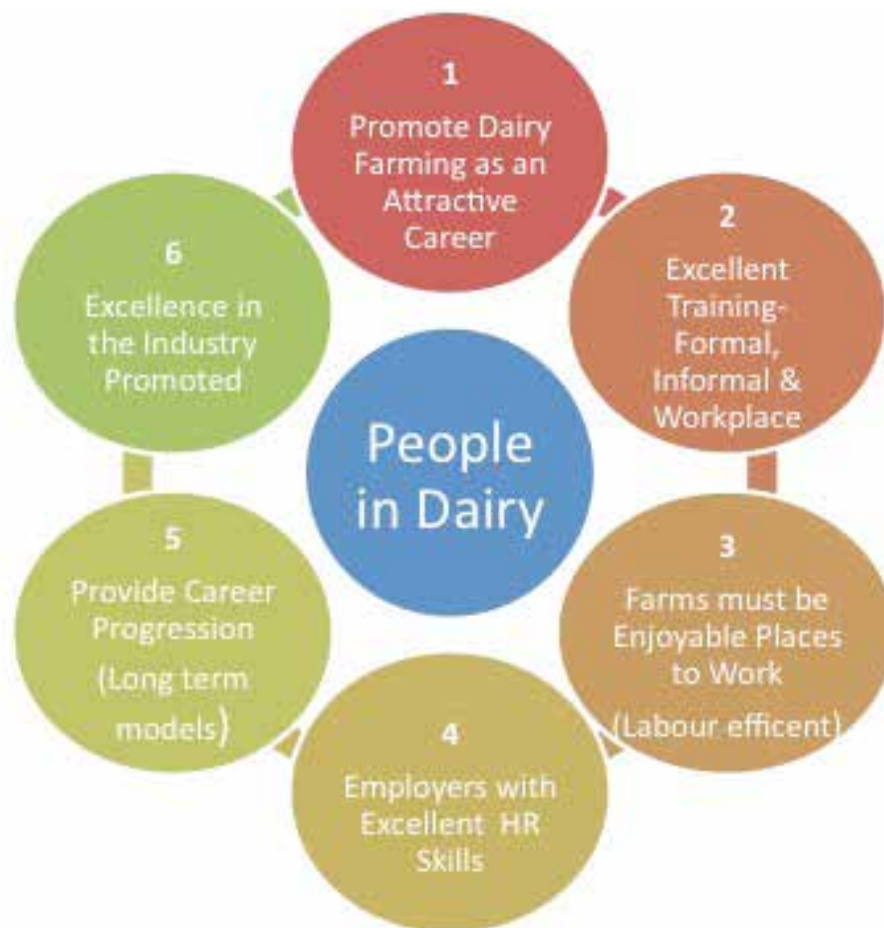 1
Promote Dairy
Farming as an
Attractive
Career
2
Excellent
Training-
Formal,
Informal &
Workplace
3
Farms must be
Enjoyable Places
to Work
(Labour efficent)
4
Employers with
Excellent HR
Skills
5
Provide Career
Progression
(Long term
models)
6
Excellence in
the Industry
Promoted
People
in Dairy